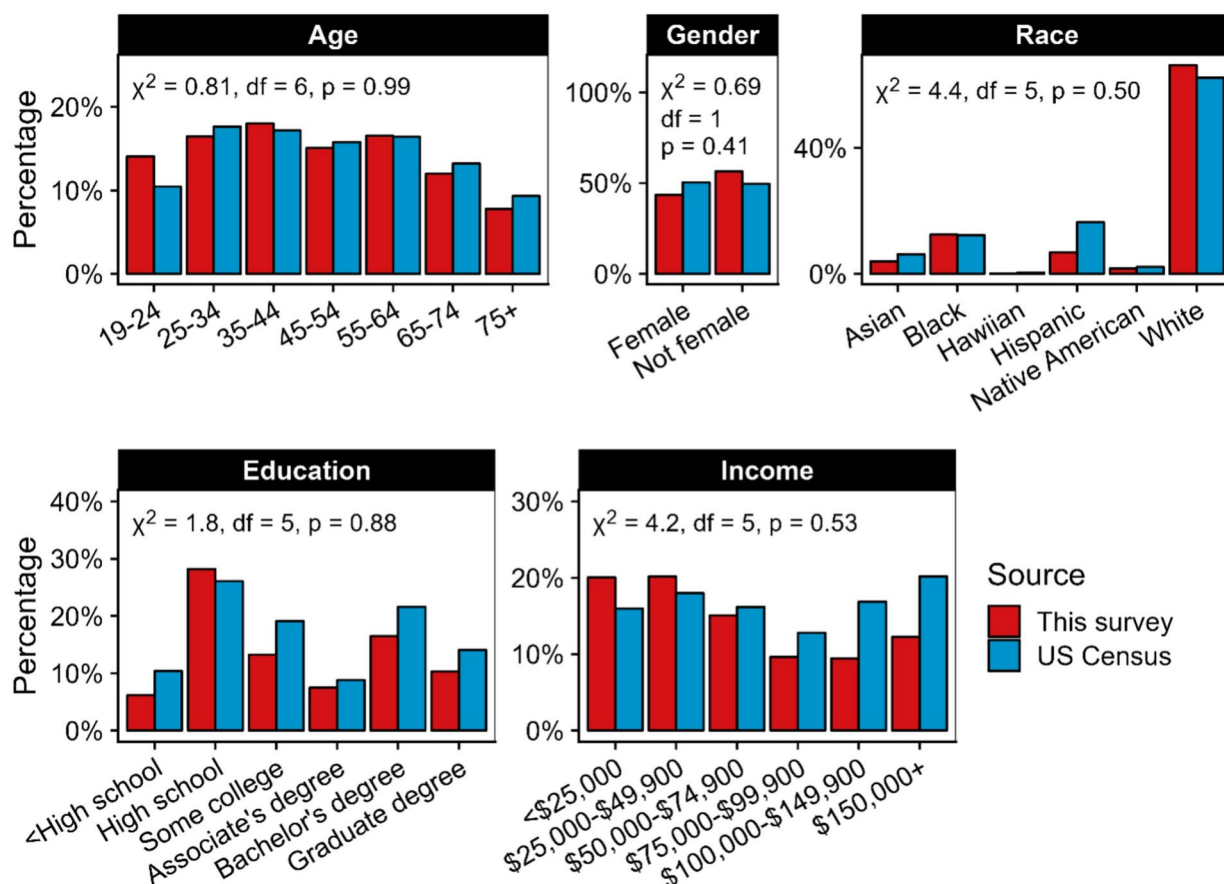 Age
Gender
Race
Percentage
χ² = 0.81, df = 6, p = 0.99
20%
10%
0%
19-24
25-34
35-44
45-54
55-64
65-74
75+
χ² = 0.69
df = 1
p = 0.41
100%
50%
0%
Female
Not female
χ² = 4.4, df = 5, p = 0.50
40%
0%
Asian
Black
Hawiian
Hispanic
Native American
White
Education
Income
Percentage
χ² = 1.8, df = 5, p = 0.88
40%
30%
20%
10%
0%
<High school
High school
Some college
Associate's degree
Bachelor's degree
Graduate degree
χ² = 4.2, df = 5, p = 0.53
30%
20%
10%
0%
<$25,000
$25,000-$49,900
$50,000-$74,900
$75,000-$99,900
$100,000-$149,900
$150,000+
Source
This survey
US Census